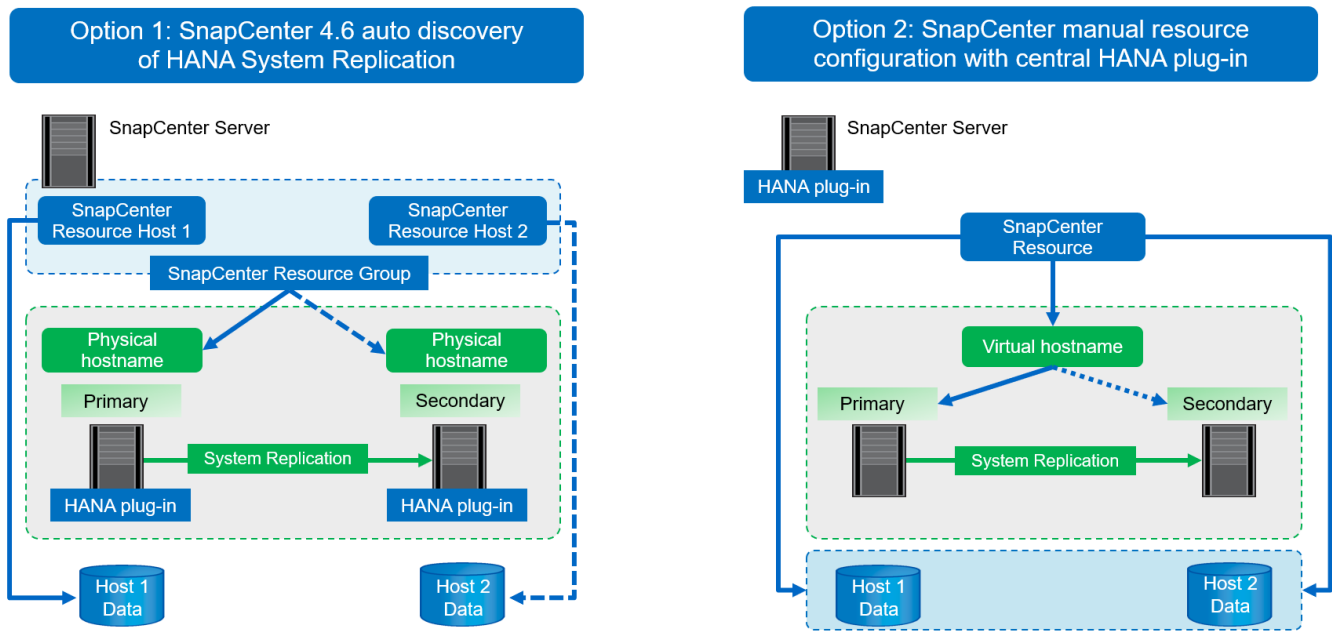 Option 1: SnapCenter 4.6 auto discovery
of HANA System Replication
SnapCenter Server
SnapCenter
Resource Host 1
SnapCenter
Resource Host 2
SnapCenter Resource Group
Physical
hostname
Physical
hostname
Primary
Secondary
System Replication
HANA plug-in
HANA plug-in
Host 1
Data
Host 2
Data
Option 2: SnapCenter manual resource
configuration with central HANA plug-in
SnapCenter Server
HANA plug-in
SnapCenter
Resource
Virtual hostname
Primary
Secondary
System Replication
Host 1
Data
Host 2
Data